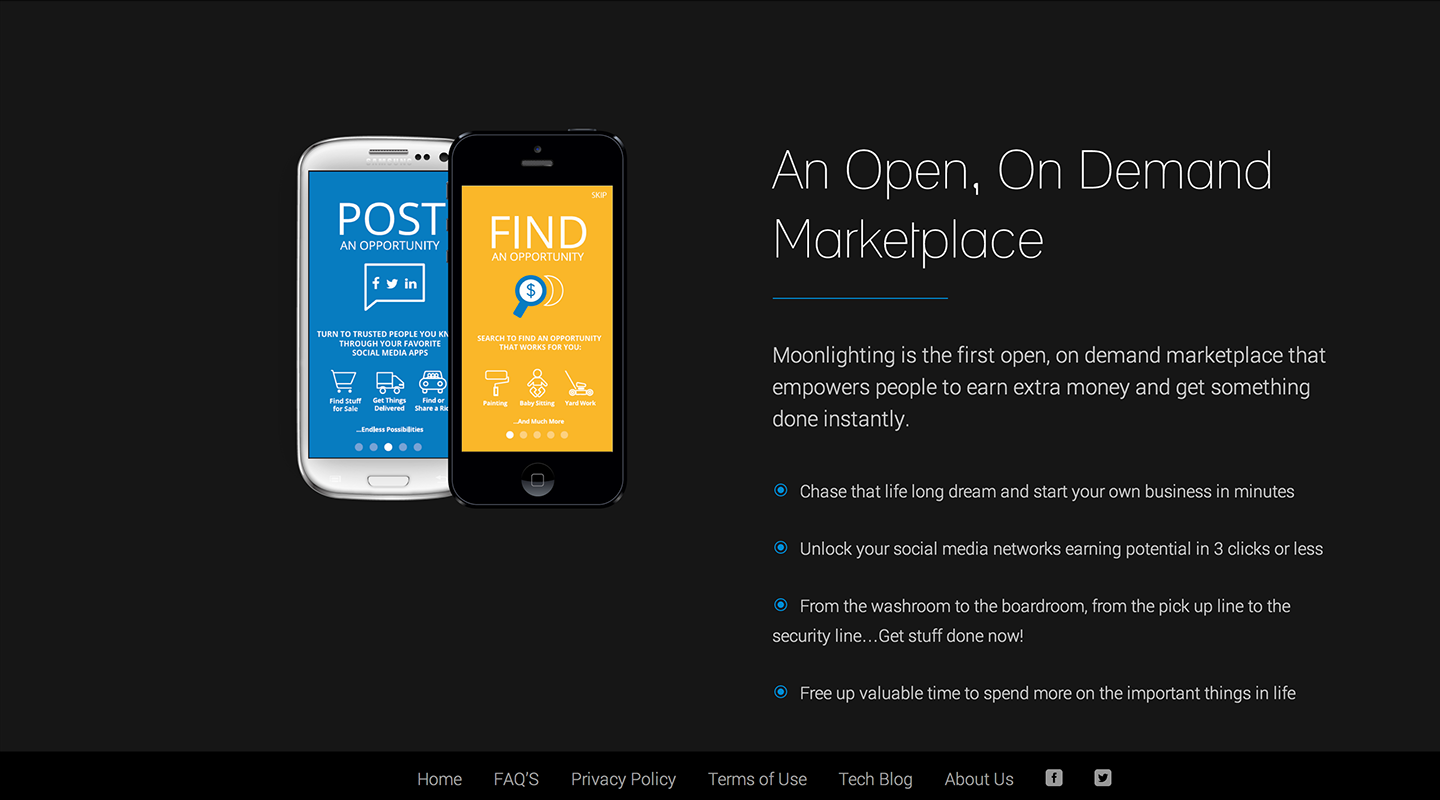 POST
AN OPPORTUNITY
f in
TURN TO TRUSTED PEOPLE YOU
THROUGH YOUR FAVORITE
SOCIAL MEDIA APPS
Find Stuff
for Sale
Get Things
Delivered
Find or
Share a
...Endless Possibilities
SKIP
FIND
AN OPPORTUNITY
$
SEARCH TO FIND AN OPPORTUNITY
THAT WORKS FOR YOU:
Painting
Baby Sitting
Yard Work
...And Much More
An Open, On Demand
Marketplace
Moonlighting is the first open, on demand marketplace that
empowers people to earn extra money and get something
done instantly.
Chase that life long dream and start your own business in minutes
Unlock your social media networks earning potential in 3 clicks or less
From the washroom to the boardroom, from the pick up line to the
security line...Get stuff done now!
Free up valuable time to spend more on the important things in life
Home FAQ'S Privacy Policy Terms of Use Tech Blog About Us f